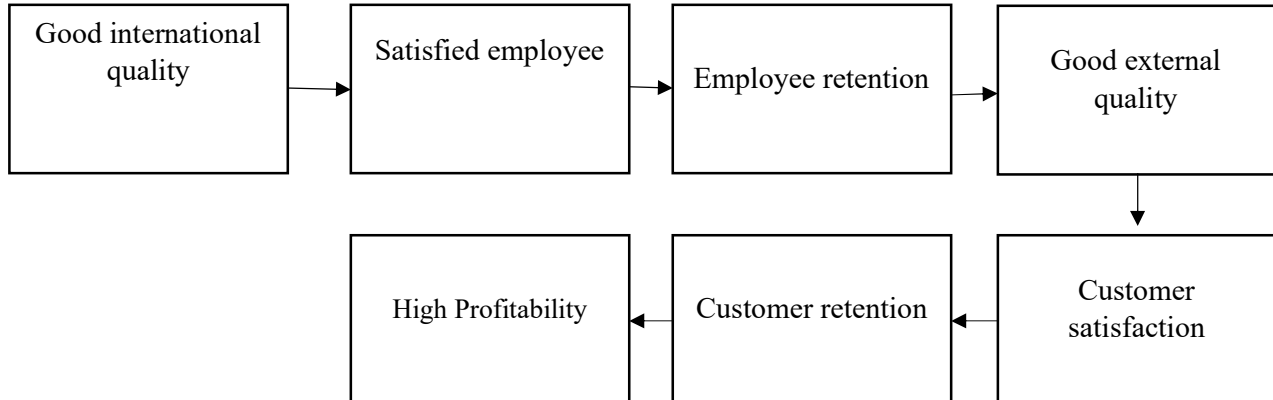 Good international
quality
Satisfied employee
Employee retention
Good external
quality
Customer
satisfaction
Customer retention
High Profitability